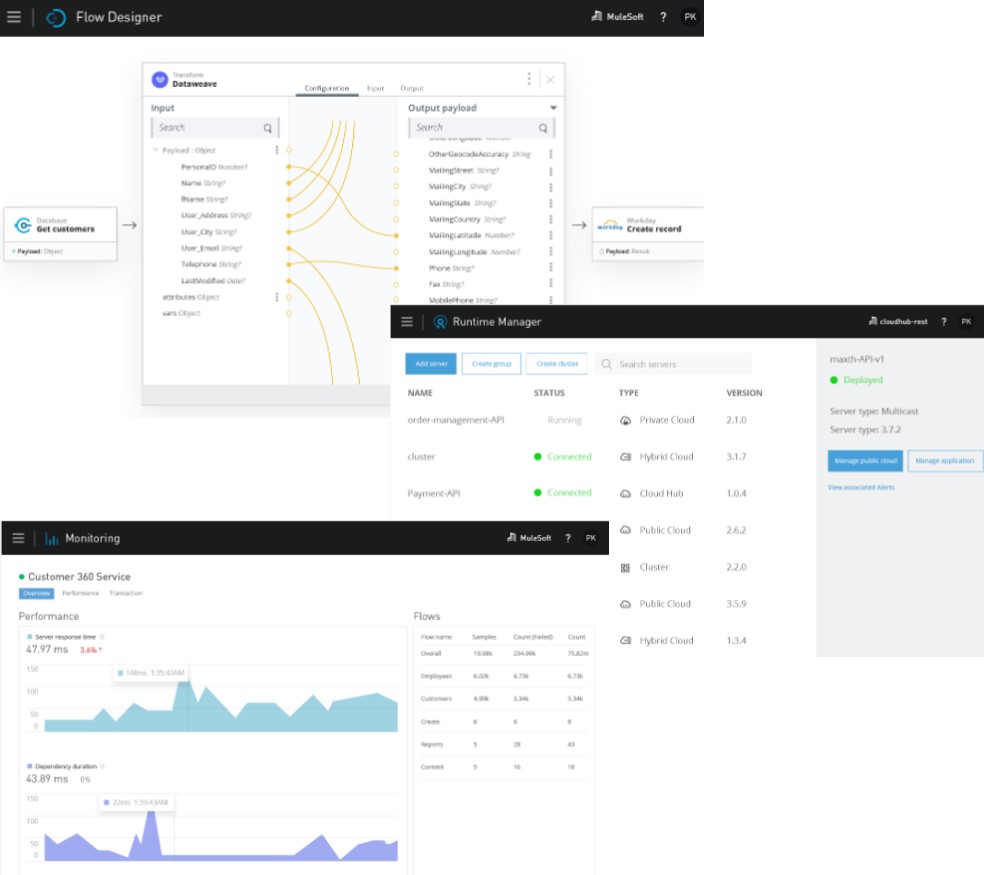 Flow Designer
MuleSoft ? PK
Transform
Dataweave
Configuration Input Output
Input
Search
Payload : Object
PersonalD Number?
Name String?
fName String?
User_Address String?
User_City String?
User_Email String?
Telephone String?
LastModified Date?
attributes Object
vars Object
Output payload
Search
OtherGeocodeAccuracy String
MailingStreet String?
MailingCity String?
MailingState String?
MailingCountry String?
MailingLatitude Number?
MailingLongitude Number?
Phone String?
Fax String?
MobilePhone String?
Database
Get customers
Payload: Object
workday
Workday
Create record
Payload: Result
Runtime Manager
cloudhub-rest ? PK
Add server Create group Create cluster Search servers
NAME STATUS TYPE VERSION
order-management-API Running Private Cloud 2.1.0
cluster Connected Hybrid Cloud 3.1.7
Payment-API Connected Cloud Hub 1.0.4
Public Cloud 2.6.2
Cluster 2.2.0
Public Cloud 3.5.9
Hybrid Cloud 1.3.4
maxth-API-v1
Deployed
Server type: Multicast
Server type: 3.7.2
Manage public cloud Manage application
View associated Alerts
Monitoring
MuleSoft ? PK
Customer 360 Service
Overview Performance Transaction
Performance
Server response time
47.97 ms 3.6% ↑
148ms 1:35:43AM
150
100
50
0
Dependency duration
43.89 ms 0%
22ms 1:35:43AM
150
100
50
0
Flows
Flow name Samples Count (Failed) Count
Overall 234.99k 75.82m
Employees 6.02k 6.73k 6.73k
Customers 4.99k 5.34k 5.34k
Create 6 6 8
Reports 5 28 43
Content 5 16 16